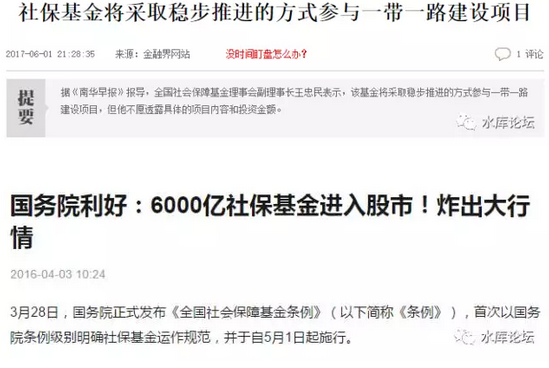 社保基金将采取稳步推进的方式参与一带一路建设项目
2017-06-01 21:28:35 来源：金融界网站 没时间盯盘怎么办？ 1 评论
提要
据《南华早报》报导，全国社会保障基金理事会副理事长王忠民表示，该基金将采取稳步推进的方式参与一带一路
建设项目，但他不愿透露具体的项目内容和投资金额。
水库论坛
国务院利好：6000亿社保基金进入股市！炸出大行
情
2016-04-03 10:24
3月28日，国务院正式发布《全国社会保障基金条例》（以下简称《条例》），首次以国务
院条例级别明确社保基金运作规范，并于自5月1日起施行。
水库论坛